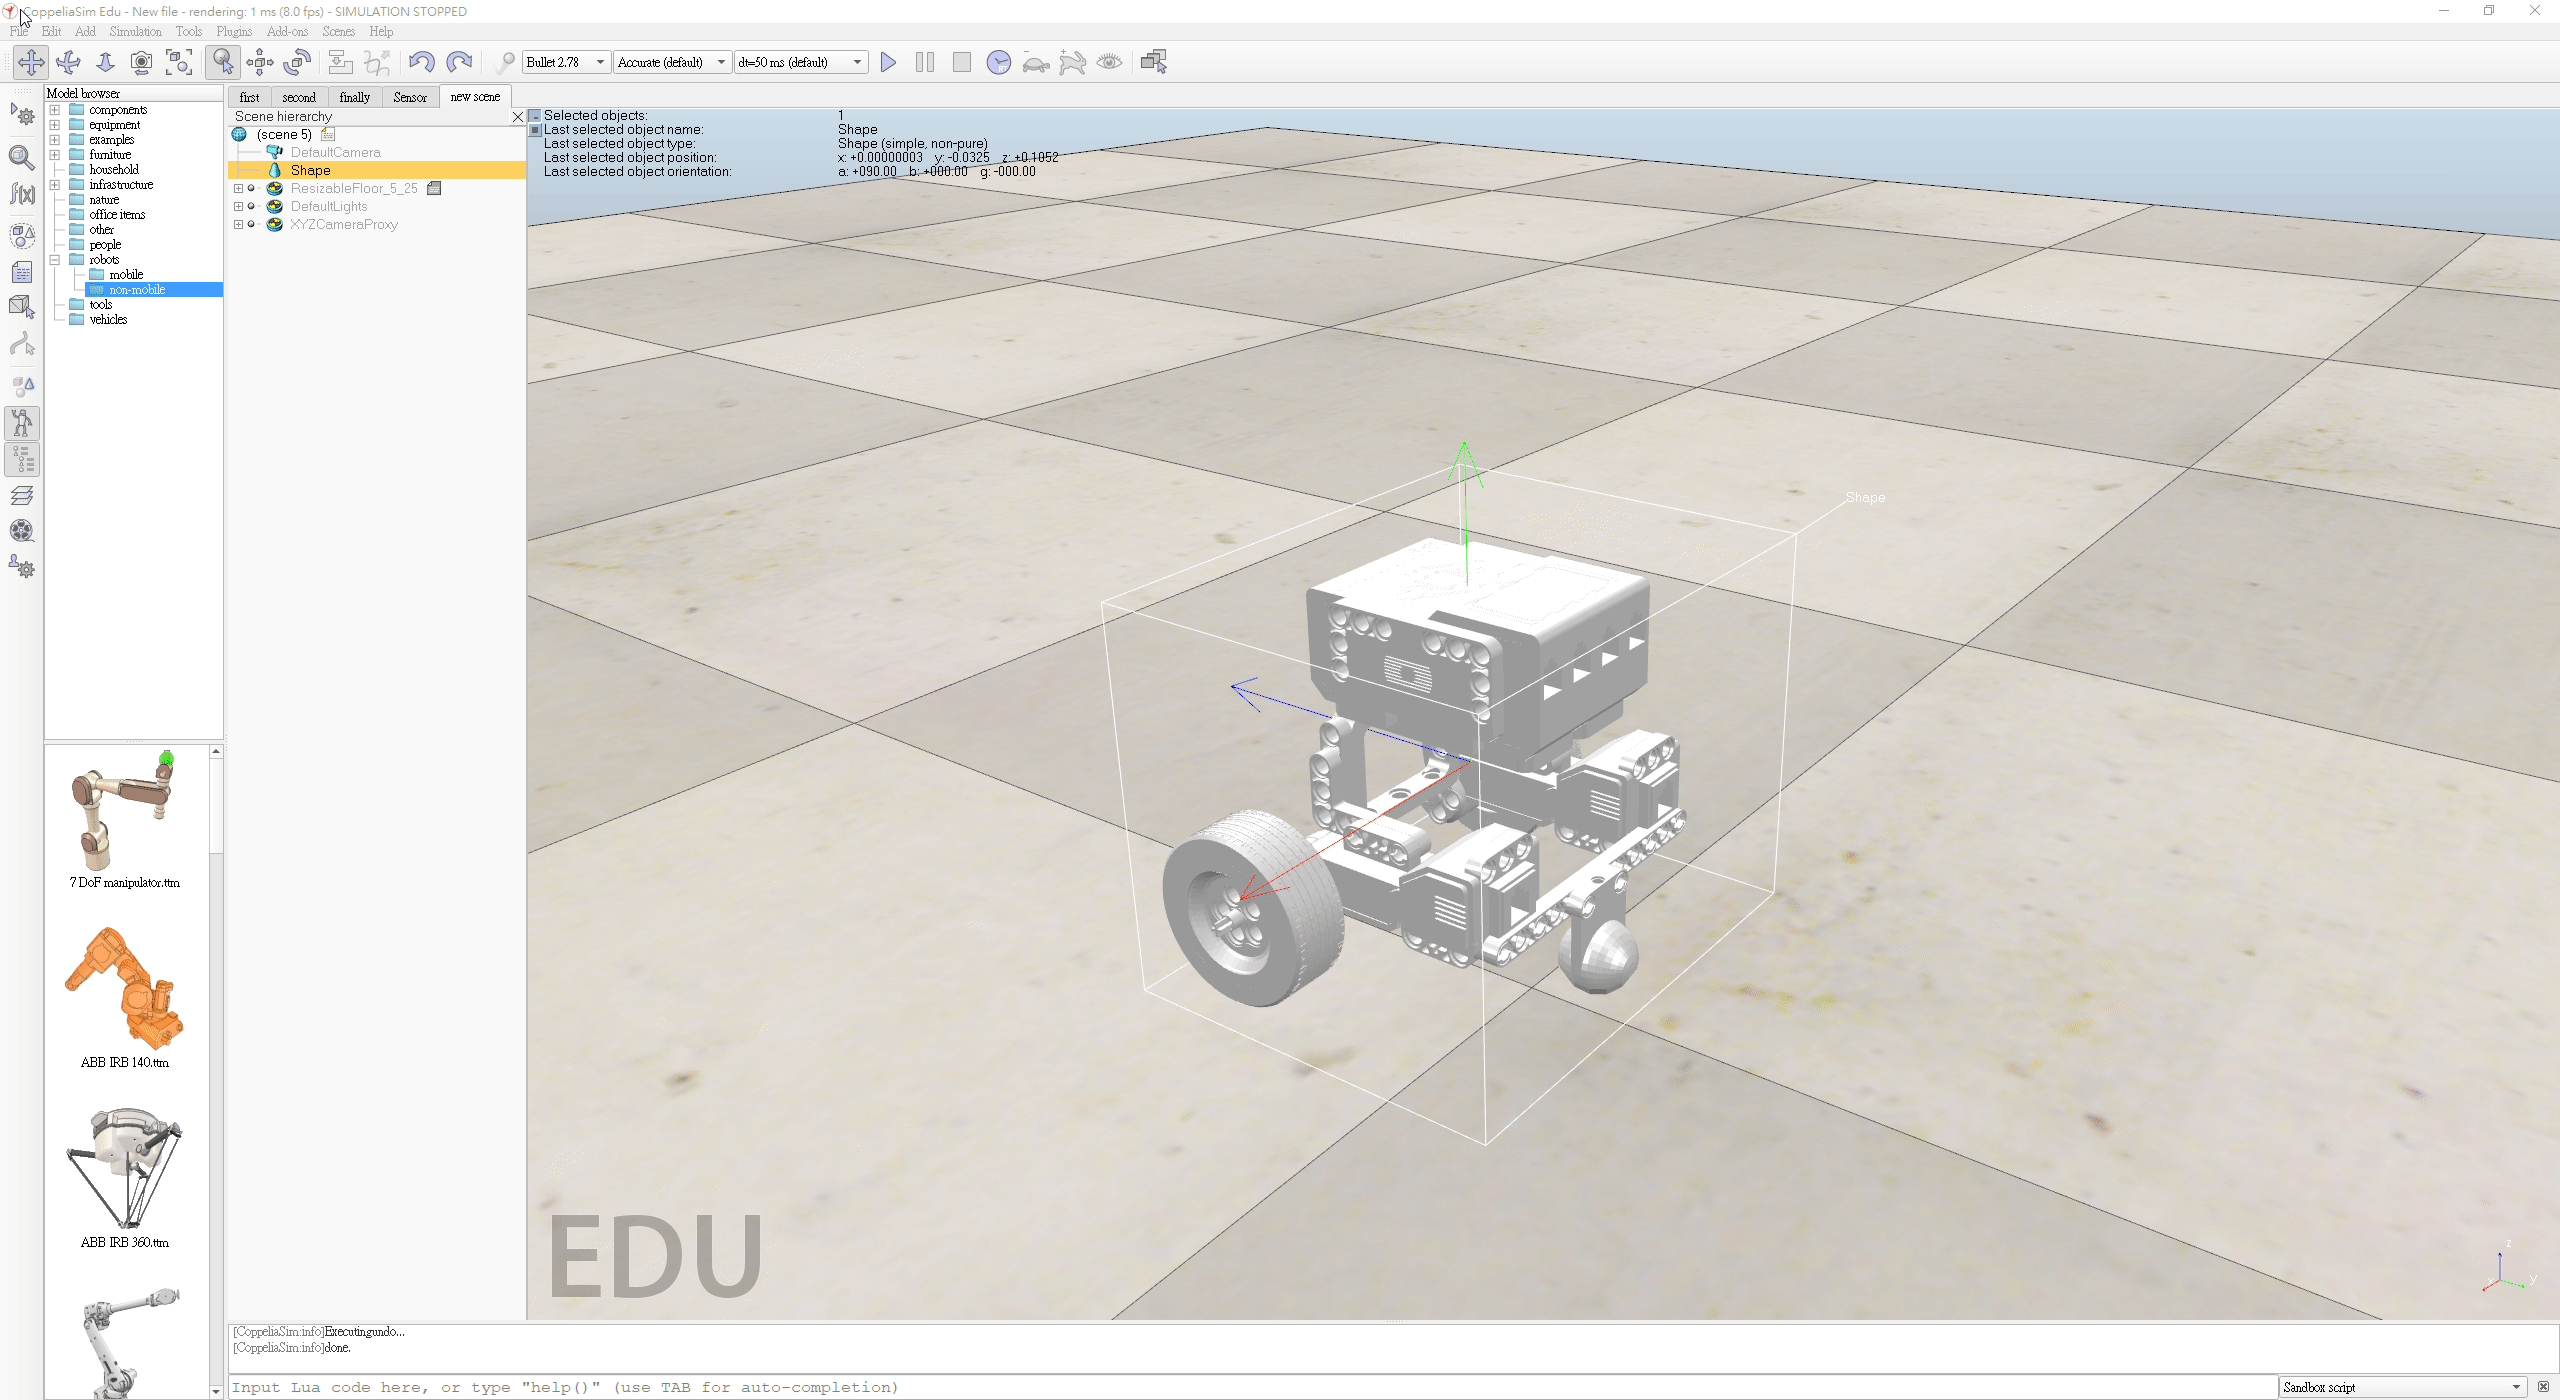 CoppeliaSim Edu - New file - rendering: 1 ms (8.0 fps) - SIMULATION STOPPED
File Edit Add Simulation Tools Plugins Add-ons Scenes Help
Bullet 2.78 Accurate (default) dt=50 ms (default)
Model browser
components
equipment
examples
furniture
household
infrastructure
nature
office items
other
people
robots
mobile
non-mobile
tools
vehicles
7 DoF manipulator.ttm
ABB IRB 140.ttm
ABB IRB 360.ttm
first second finally Sensor new scene
Scene hierarchy
(scene 5)
DefaultCamera
Shape
ResizableFloor_5_25
DefaultLights
XYZCameraProxy
Selected objects: 1
Last selected object name: Shape
Last selected object type: Shape (simple, non-pure)
Last selected object position: x: +0.00000003 y: -0.0325 z: +0.1052
Last selected object orientation: a: +090.00 b: +000.00 g: -000.00
Shape
EDU
z
x
y
[CoppeliaSim:info]Executingundo...
[CoppeliaSim:info]done.
Input Lua code here, or type "help()" (use TAB for auto-completion)
Sandbox script